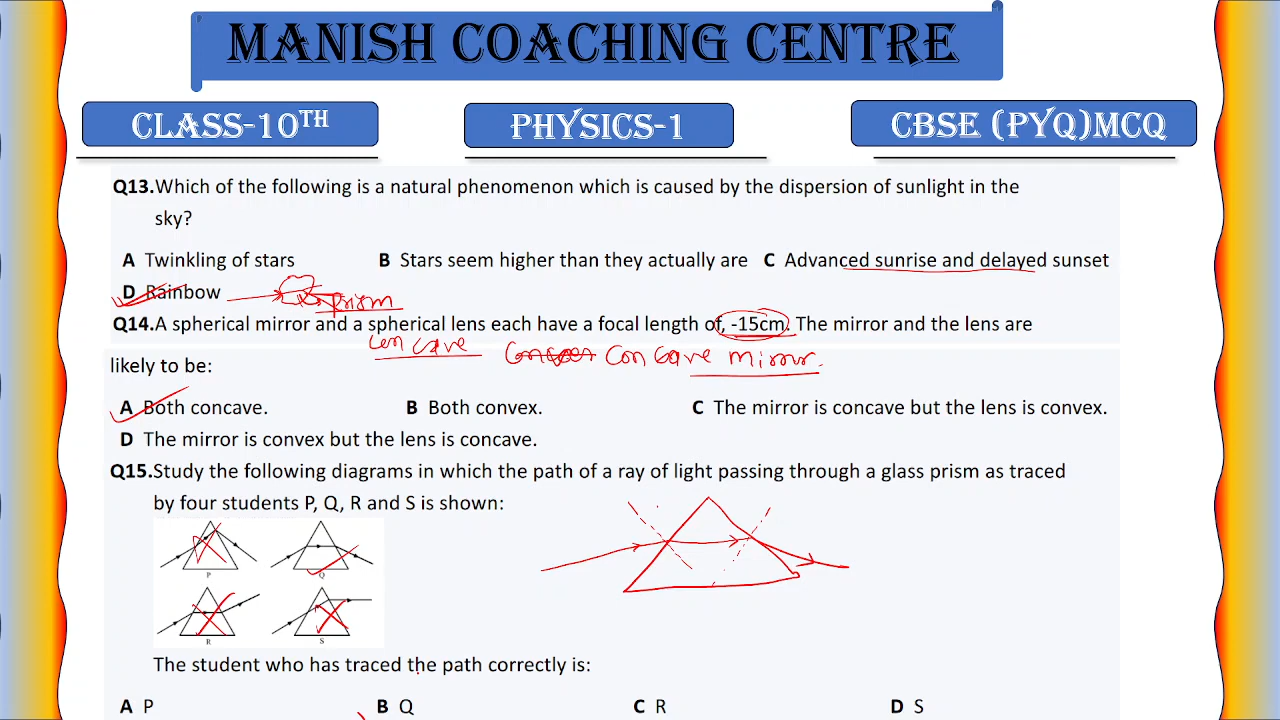 MANISH COACHING CENTRE
CLASS-10TH
PHYSICS-1
CBSE (PYQ)MCQ
Q13.Which of the following is a natural phenomenon which is caused by the dispersion of sunlight in the
sky?
A Twinkling of stars B Stars seem higher than they actually are C Advanced sunrise and delayed sunset
D Rainbow
prism
Q14.A spherical mirror and a spherical lens each have a focal length of, -15cm. The mirror and the lens are
Con cave Con Cave mirror.
likely to be:
A Both concave. B Both convex. C The mirror is concave but the lens is convex.
D The mirror is convex but the lens is concave.
Q15.Study the following diagrams in which the path of a ray of light passing through a glass prism as traced
by four students P, Q, R and S is shown:
P Q
R S
The student who has traced the path correctly is:
A P B Q C R D S